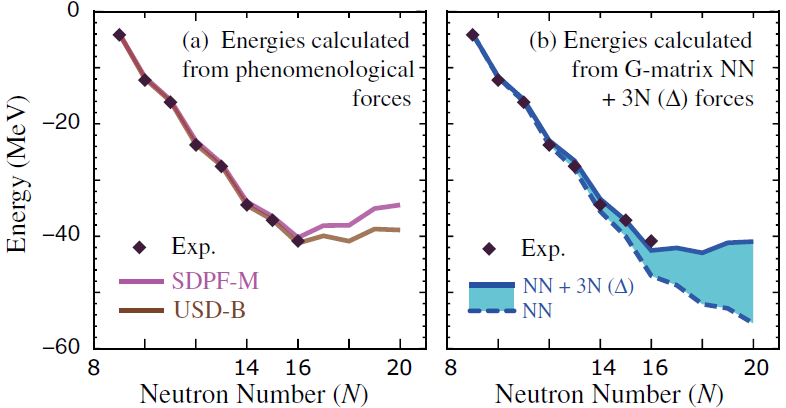 0
−20
−40
−60
Energy (MeV)
(a) Energies calculated
from phenomenological
forces
Exp.
SDPF-M
USD-B
8
14
16
20
Neutron Number (N)
(b) Energies calculated
from G-matrix NN
+ 3N (Δ) forces
Exp.
NN + 3N (Δ)
NN
8
14
16
20
Neutron Number (N)